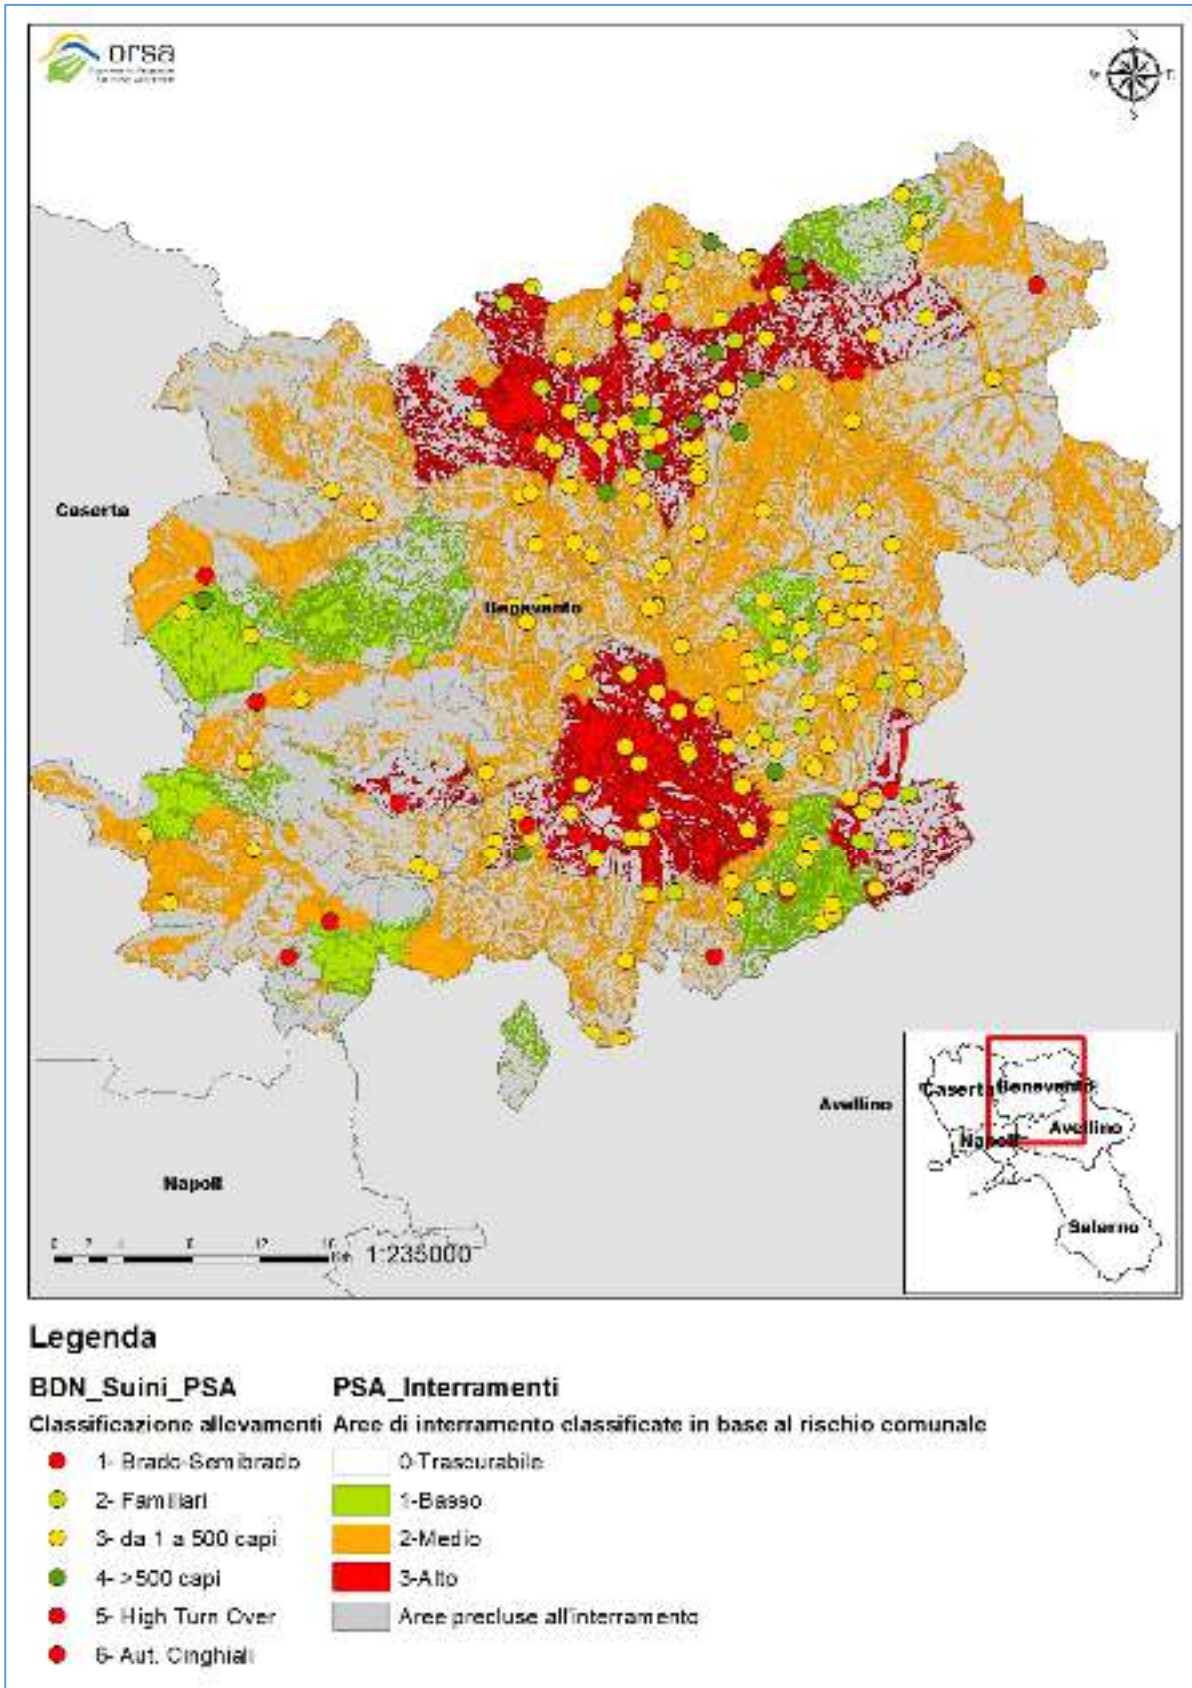 orsa
N
Caserta
Benevento
Avellino
Napoli
1:235000
Caserta
Benevento
Napoli
Avellino
Salerno
Legenda
BDN_Suini_PSA PSA_Interramenti
Classificazione allevamenti Aree di interramento classificate in base al rischio comunale
1- Brado-Semibrado 0-Trascurabile
2- Familiari 1-Basso
3- da 1 a 500 capi 2-Medio
4- >500 capi 3-Alto
5- High Turn Over Aree precluse all'interramento
6- Aut. Cinghiali